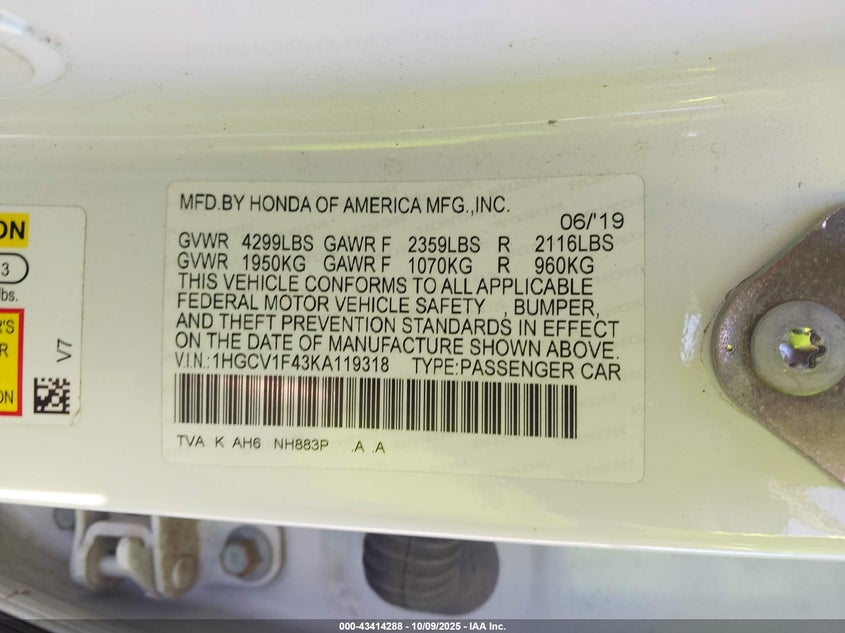 MFD.BY HONDA OF AMERICA MFG.,INC.
06/'19
GVWR 4299LBS GAWR F 2359LBS R 2116LBS
GVWR 1950KG GAWR F 1070KG R 960KG
THIS VEHICLE CONFORMS TO ALL APPLICABLE
FEDERAL MOTOR VEHICLE SAFETY , BUMPER,
AND THEFT PREVENTION STANDARDS IN EFFECT
ON THE DATE OF MANUFACTURE SHOWN ABOVE.
V.I.N.:1HGCV1F43KA119318 TYPE:PASSENGER CAR
TVA K AH6 NH883P .A .A
ON
3
lbs.
R'S
R
ON
V7
000-43414288 - 10/09/2025 - IAA Inc.